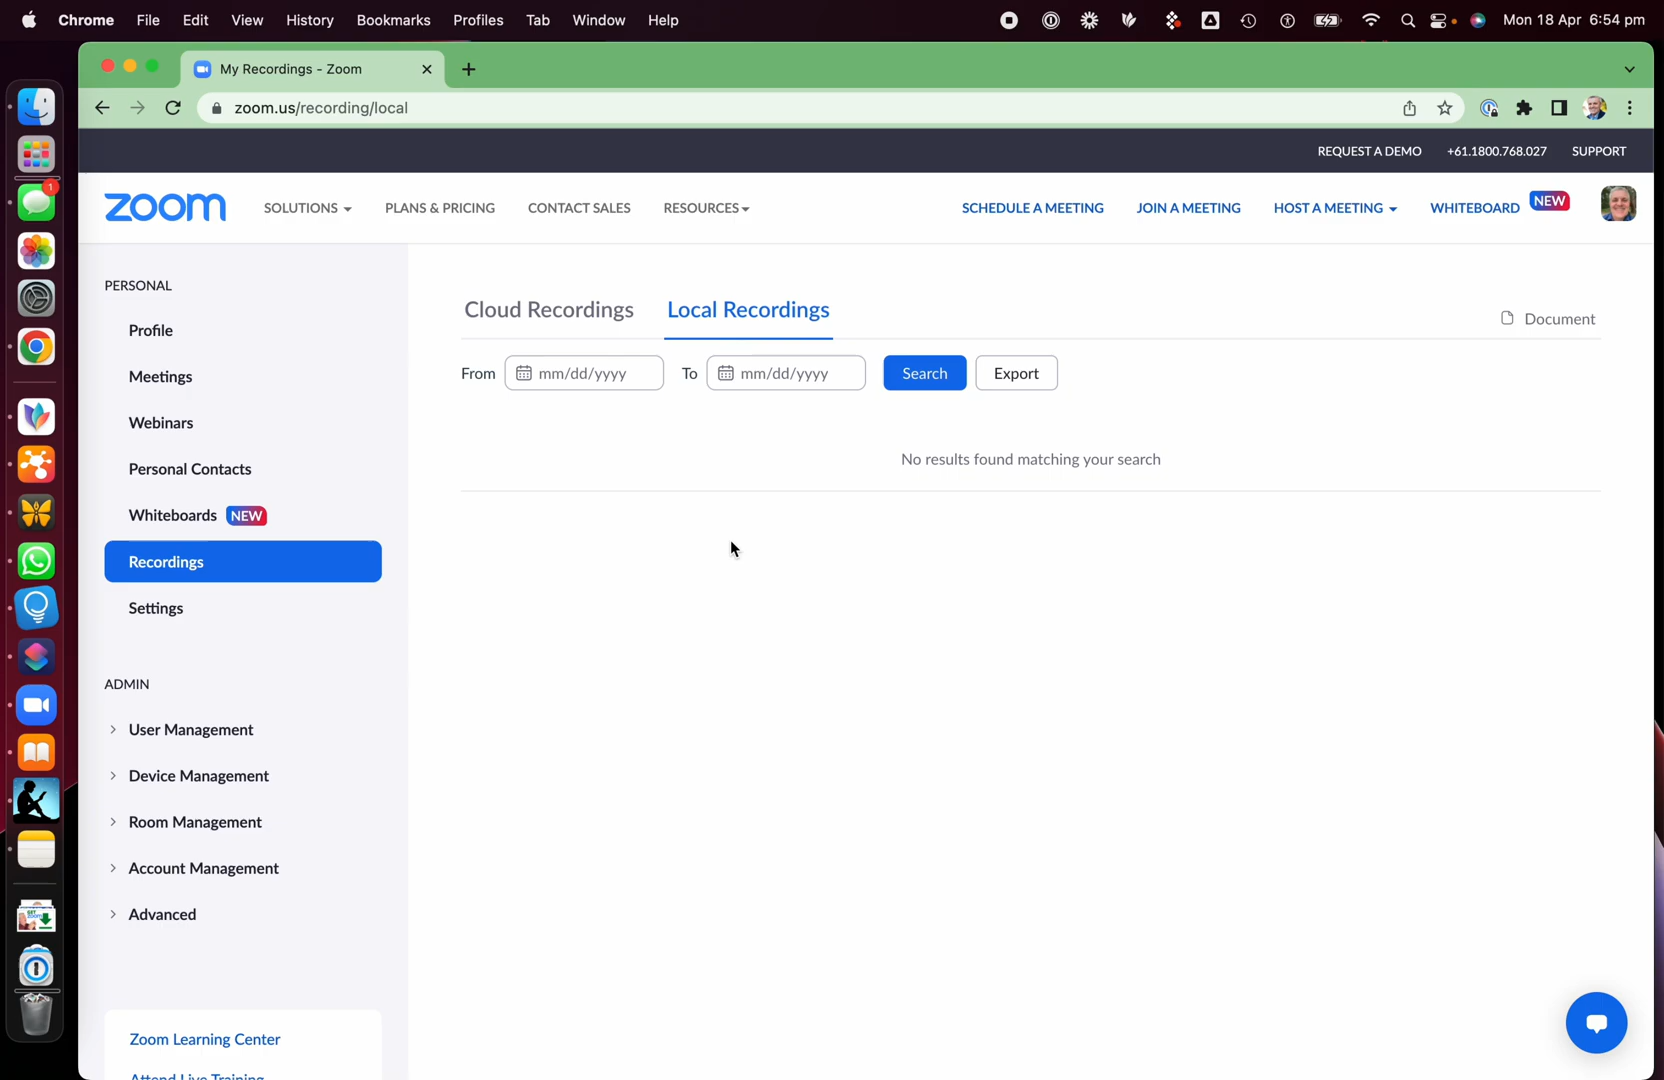 Chrome File Edit View History Bookmarks Profiles Tab Window Help Mon 18 Apr 6:54 pm
My Recordings - Zoom
zoom.us/recording/local
REQUEST A DEMO +61.1800.768.027 SUPPORT
zoom SOLUTIONS PLANS & PRICING CONTACT SALES RESOURCES SCHEDULE A MEETING JOIN A MEETING HOST A MEETING WHITEBOARD NEW
1
PERSONAL
Profile
Meetings
Webinars
Personal Contacts
Whiteboards NEW
Recordings
Settings
ADMIN
User Management
Device Management
Room Management
Account Management
Advanced
Zoom Learning Center
Attend Live Training
Cloud Recordings Local Recordings
Document
From mm/dd/yyyy To mm/dd/yyyy Search Export
No results found matching your search